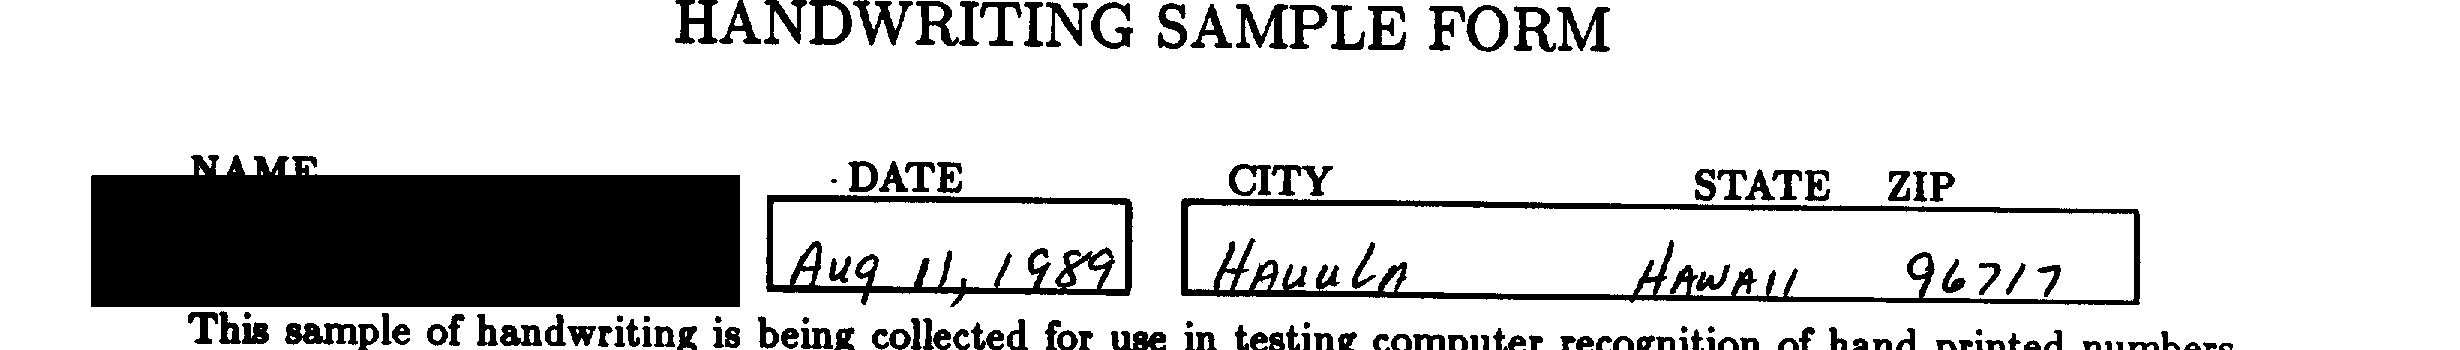 HANDWRITING SAMPLE FORM
NAME DATE CITY STATE ZIP
Aug 11, 1989 HAUULA HAWAII 96717
This sample of handwriting is being collected for use in testing computer recognition of hand printed numbers